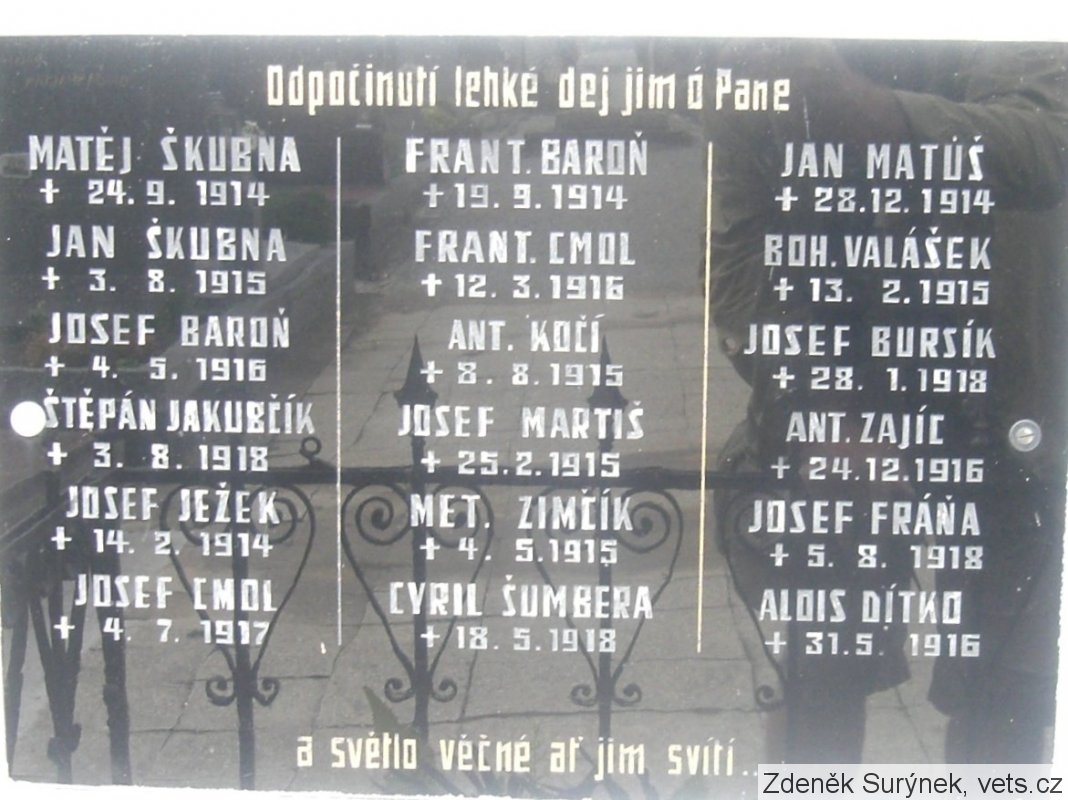 Odpočinutí lehké dej jim ó Pane
MATĚJ ŠKUBNA
+ 24. 9. 1914
JAN ŠKUBNA
+ 3. 8. 1915
JOSEF BAROŇ
+ 4. 5. 1916
ŠTĚPÁN JAKUBČÍK
+ 3. 8. 1918
JOSEF JEŽEK
+ 14. 2. 1914
JOSEF CMOL
+ 4. 7. 1917
FRANT. BAROŇ
+ 19. 9. 1914
FRANT. CMOL
+ 12. 3. 1916
ANT. KOČÍ
+ 8. 8. 1915
JOSEF MARTIŠ
+ 25. 2. 1915
MET. ZIMČÍK
+ 4. 5. 1915
CYRIL ŠUMBERA
+ 18. 5. 1918
JAN MATŮŠ
+ 28. 12. 1914
BOH. VALÁŠEK
+ 13. 2. 1915
JOSEF BURSÍK
+ 28. 1. 1918
ANT. ZAJÍC
+ 24. 12. 1916
JOSEF FRÁŇA
+ 5. 8. 1918
ALOIS DÍTKO
+ 31. 5. 1916
a světlo věčné ať jim svítí...
Zdeněk Surýnek, vets.cz